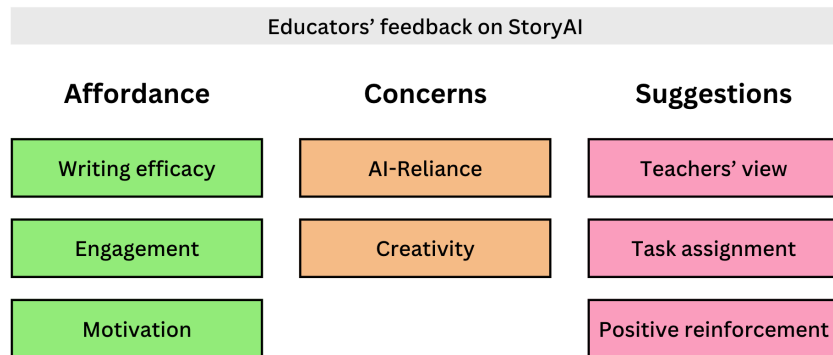 Educators’ feedback on StoryAI
Affordance
Concerns
Suggestions
Writing efficacy
AI-Reliance
Teachers’ view
Engagement
Creativity
Task assignment
Motivation
Positive reinforcement